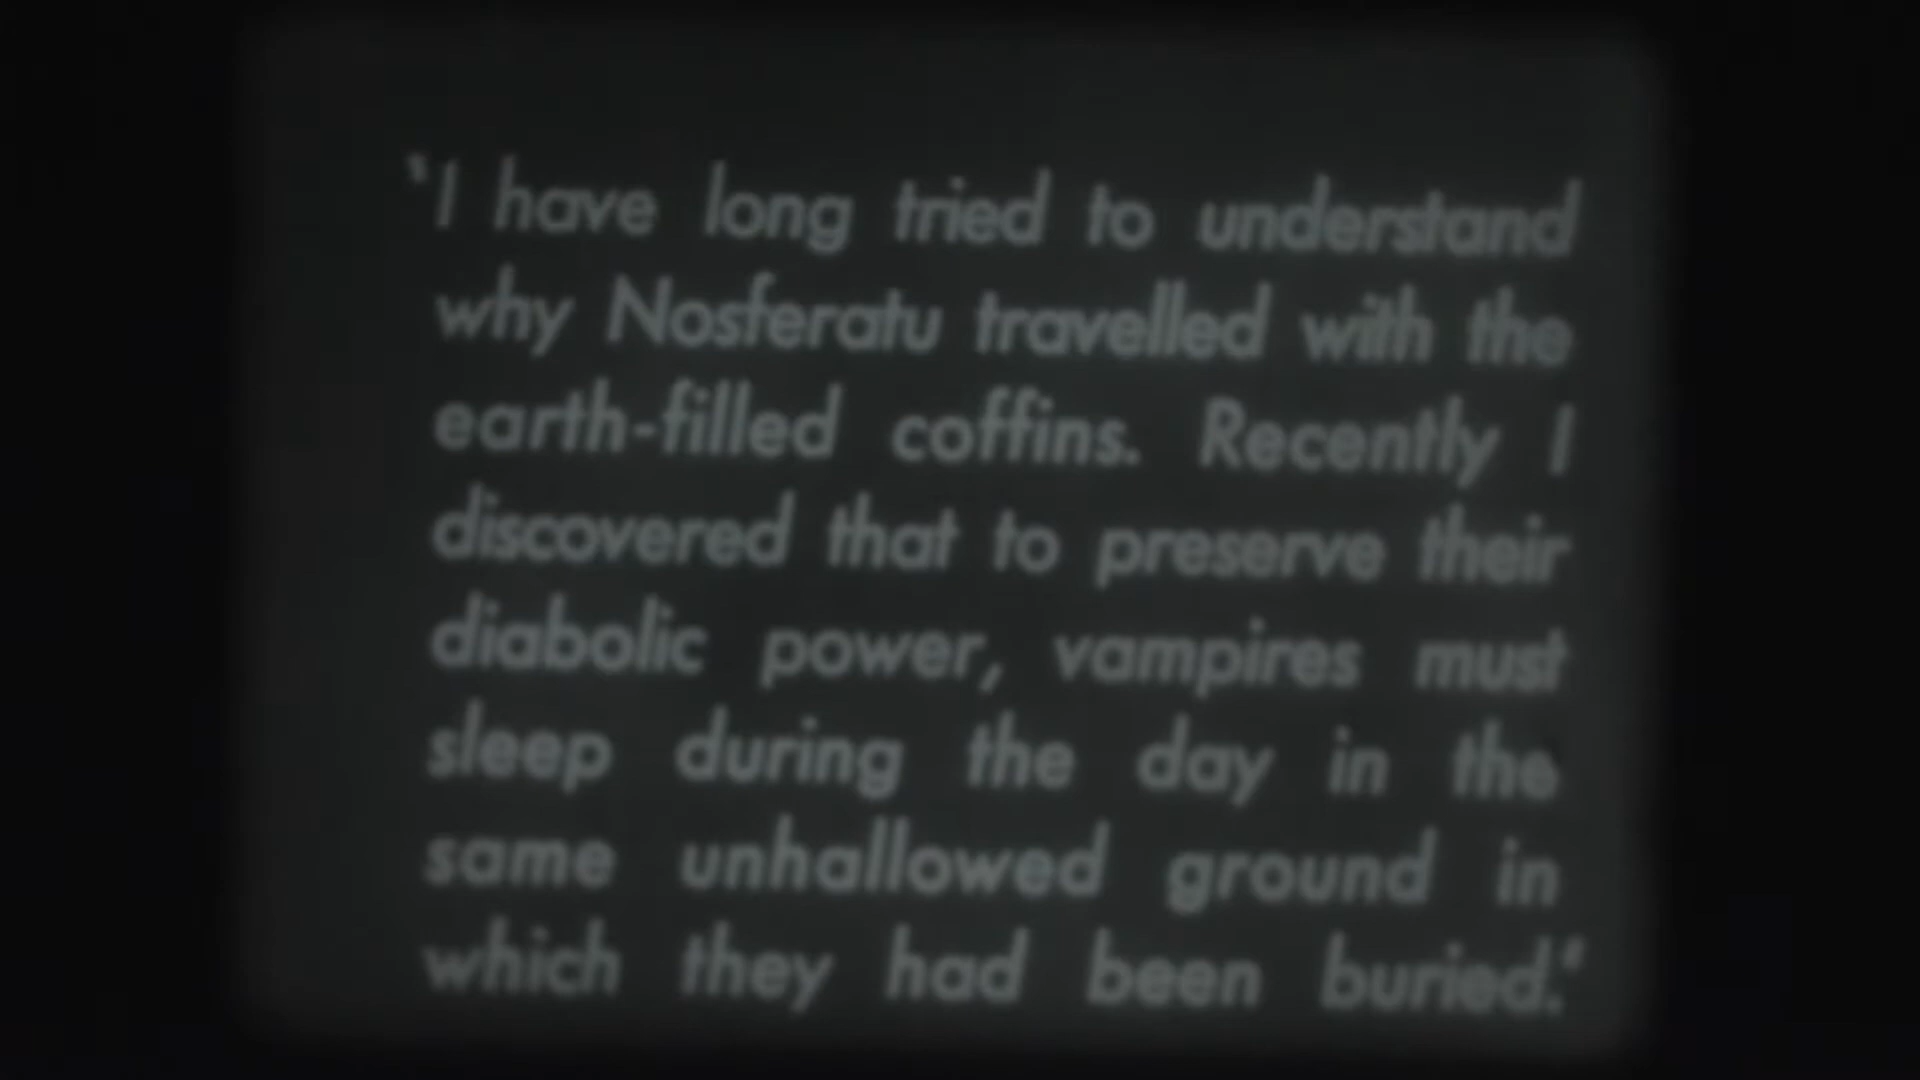 'I have long tried to understand
why Nosferatu travelled with the
earth-filled coffins. Recently I
discovered that to preserve their
diabolic power, vampires must
sleep during the day in the
same unhallowed ground in
which they had been buried.'